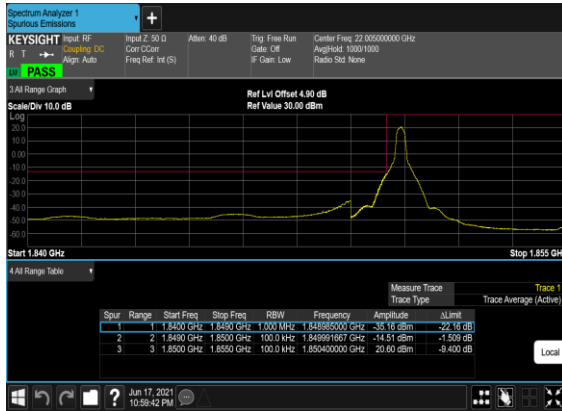 Spectrum Analyzer 1
Spurious Emissions
KEYSIGHT Input: RF Input Z: 50 Ω Atten: 40 dB Trig: Free Run Center Freq: 22.005000000 GHz
R T Coupling: DC Corr CCorr Gate: Off Avg|Hold: 1000/1000
Align: Auto Freq Ref: Int (S) IF Gain: Low Radio Std: None
LU PASS
3 All Range Graph
Ref Lvl Offset 4.90 dB
Scale/Div 10.0 dB Ref Value 30.00 dBm
Log
20.0
10.0
0.00
-10.0
-20.0
-30.0
-40.0
-50.0
-60.0
Start 1.840 GHz Stop 1.855 GH
4 All Range Table
Measure Trace Trace 1
Trace Type Trace Average (Active)
Spur Range Start Freq Stop Freq RBW Frequency Amplitude ΔLimit
1 1 1.8400 GHz 1.8490 GHz 1.000 MHz 1.848985000 GHz -35.16 dBm -22.16 dB
2 2 1.8490 GHz 1.8500 GHz 100.0 kHz 1.849991667 GHz -14.51 dBm -1.509 dB
3 3 1.8500 GHz 1.8550 GHz 100.0 kHz 1.850400000 GHz 20.60 dBm -9.400 dB
Local
Jun 17, 2021
10:59:42 PM